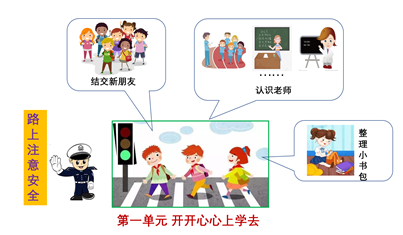 结交新朋友
……
认识老师
路上注意安全
整理小书包
第一单元 开开心心上学去